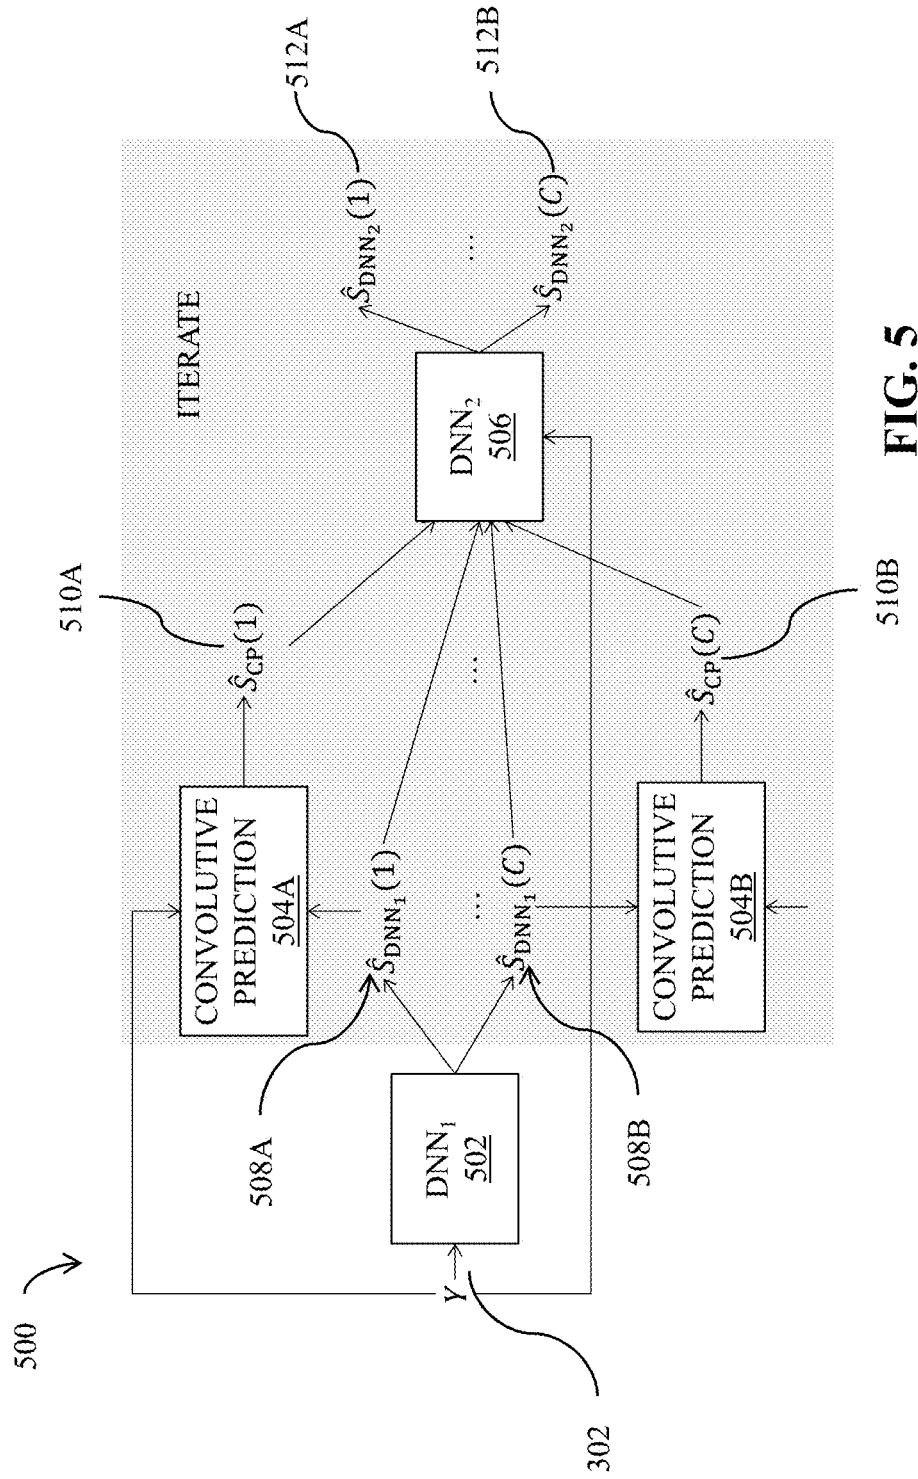 500
ITERATE
512A
512B
510A
510B
CONVOLUTIVE
PREDICTION
504A
Ŝ_CP(1)
Ŝ_DNN₂(1)
...
Ŝ_DNN₂(C)
DNN₂
506
Ŝ_DNN₁(1)
...
...
Ŝ_DNN₁(C)
508A
508B
DNN₁
502
Y
302
CONVOLUTIVE
PREDICTION
504B
Ŝ_CP(C)
FIG. 5